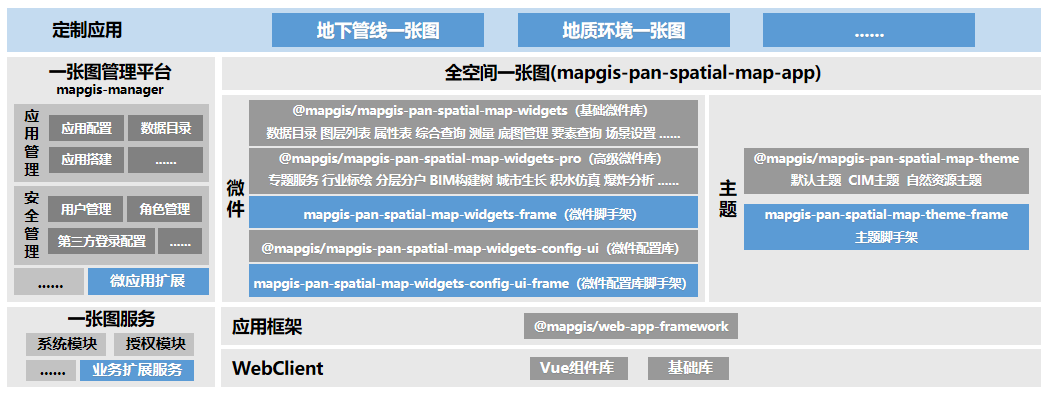 定制应用
地下管线一张图
地质环境一张图
......
一张图管理平台
mapgis-manager
应用管理
应用配置
数据目录
应用搭建
......
安全管理
用户管理
角色管理
第三方登录配置
......
......
微应用扩展
一张图服务
系统模块
授权模块
......
业务扩展服务
全空间一张图(mapgis-pan-spatial-map-app)
微件
@mapgis/mapgis-pan-spatial-map-widgets（基础微件库）
数据目录 图层列表 属性表 综合查询 测量 底图管理 要素查询 场景设置 ......
@mapgis/mapgis-pan-spatial-map-widgets-pro（高级微件库）
专题服务 行业标绘 分层分户 BIM构建树 城市生长 积水仿真 爆炸分析 ......
mapgis-pan-spatial-map-widgets-frame（微件脚手架）
@mapgis/mapgis-pan-spatial-map-widgets-config-ui（微件配置库）
mapgis-pan-spatial-map-widgets-config-ui-frame（微件配置库脚手架）
主题
@mapgis/mapgis-pan-spatial-map-theme
默认主题 CIM主题 自然资源主题
mapgis-pan-spatial-map-theme-frame
主题脚手架
应用框架
@mapgis/web-app-framework
WebClient
Vue组件库
基础库